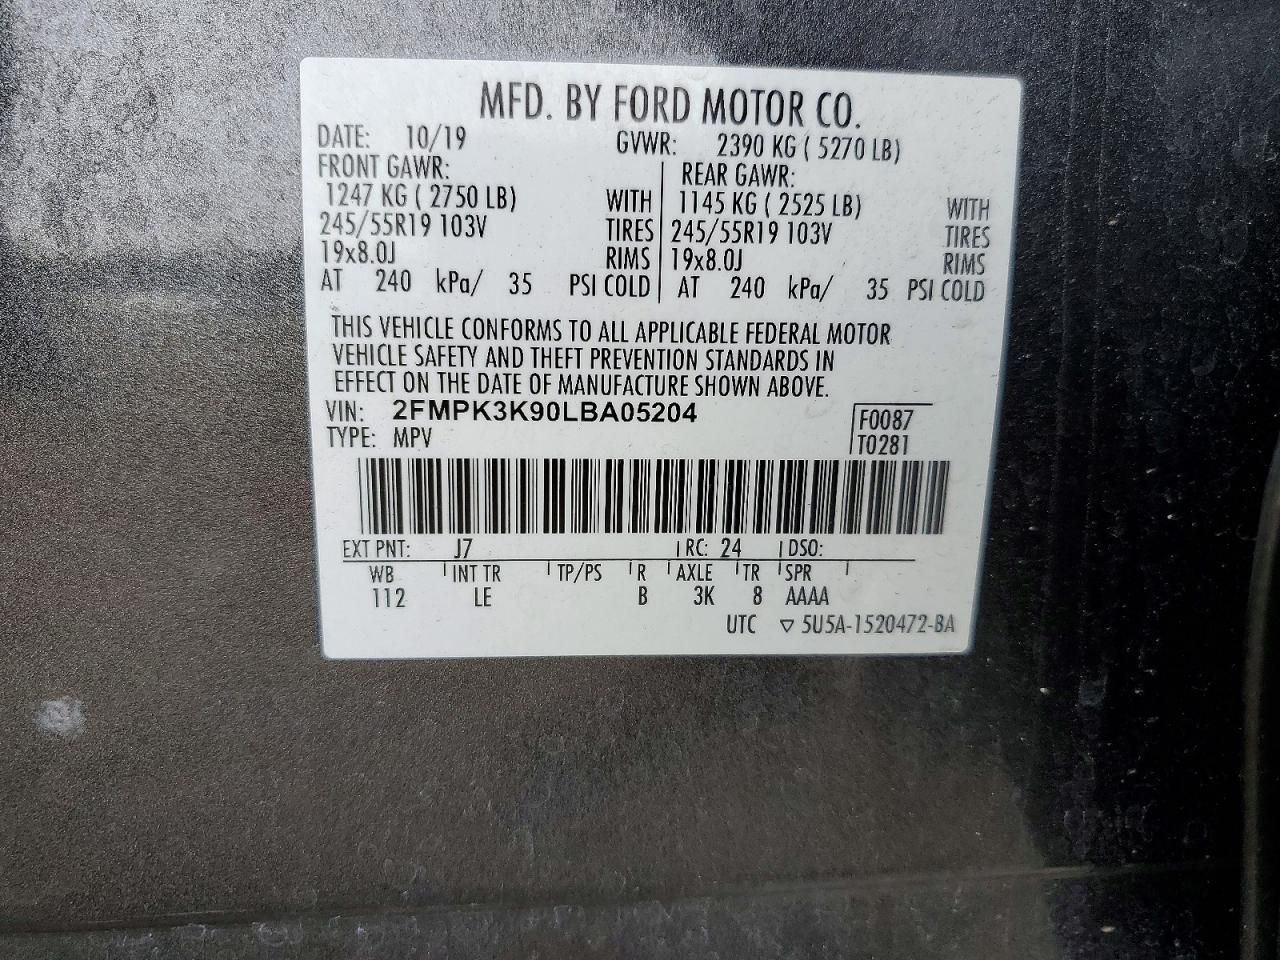 MFD. BY FORD MOTOR CO.
DATE: 10/19 GVWR: 2390 KG ( 5270 LB)
FRONT GAWR: REAR GAWR:
1247 KG ( 2750 LB) WITH 1145 KG ( 2525 LB) WITH
245/55R19 103V TIRES 245/55R19 103V TIRES
19x8.0J RIMS 19x8.0J RIMS
AT 240 kPa/ 35 PSI COLD AT 240 kPa/ 35 PSI COLD
THIS VEHICLE CONFORMS TO ALL APPLICABLE FEDERAL MOTOR
VEHICLE SAFETY AND THEFT PREVENTION STANDARDS IN
EFFECT ON THE DATE OF MANUFACTURE SHOWN ABOVE.
VIN: 2FMPK3K90LBA05204 F0087
TYPE: MPV T0281
EXT PNT: J7 RC: 24 DSO:
WB INT TR TP/PS R AXLE TR SPR
112 LE B 3K 8 AAAA
UTC ▽ 5U5A-1520472-BA